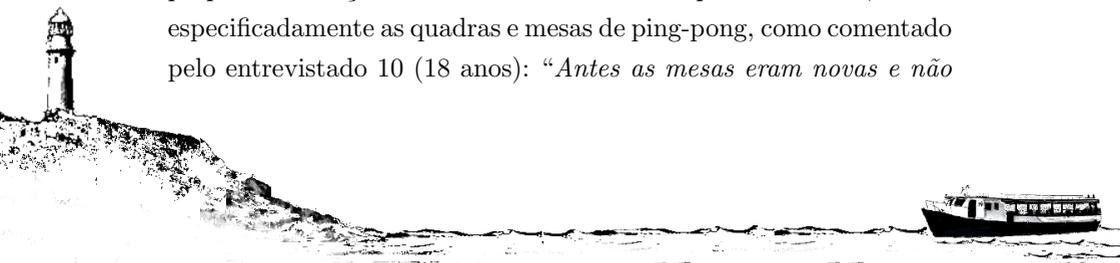 especificadamente as quadras e mesas de ping-pong, como comentado
pelo entrevistado 10 (18 anos): “Antes as mesas eram novas e não